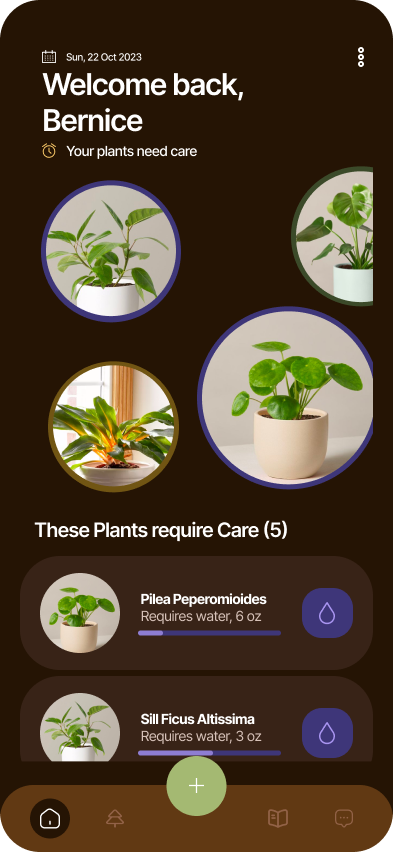 Sun, 22 Oct 2023
Welcome back,
Bernice
Your plants need care
These Plants require Care (5)
Pilea Peperomioides
Requires water, 6 oz
Sill Ficus Altissima
Requires water, 3 oz